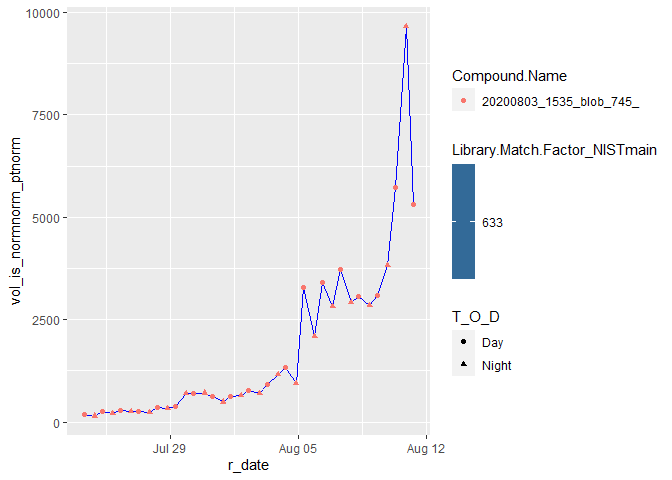 10000
7500
5000
2500
0
vol_is_normnorm_ptnorm
Jul 29
Aug 05
Aug 12
r_date
Compound.Name
20200803_1535_blob_745_
Library.Match.Factor_NISTmain
633
T_O_D
Day
Night